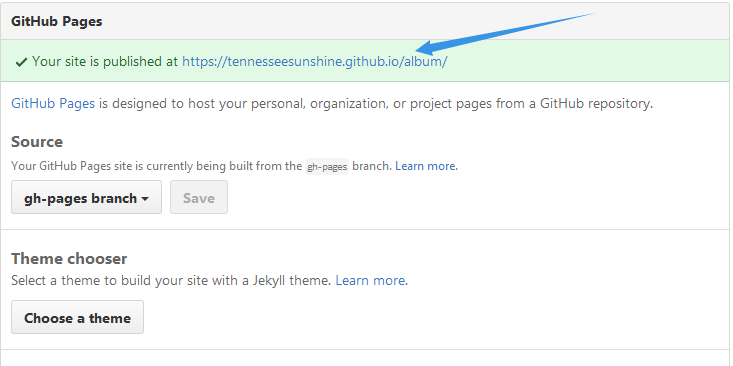 GitHub Pages
Your site is published at https://tennesseesunshine.github.io/album/
GitHub Pages is designed to host your personal, organization, or project pages from a GitHub repository.
Source
Your GitHub Pages site is currently being built from the gh-pages branch. Learn more.
gh-pages branch Save
Theme chooser
Select a theme to build your site with a Jekyll theme. Learn more.
Choose a theme